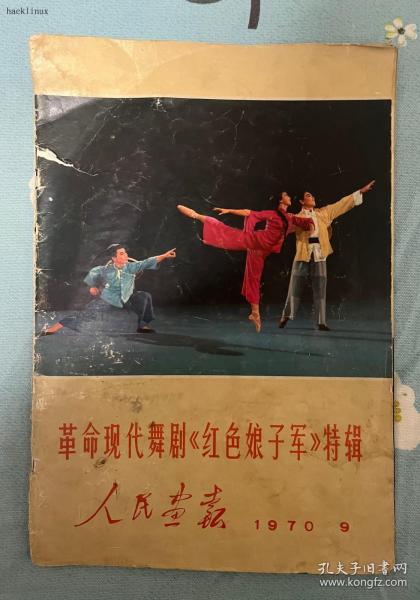 hacklinux
革命现代舞剧《红色娘子军》特辑
人民画报 1970 9
孔夫子旧书网
www.kongfz.com